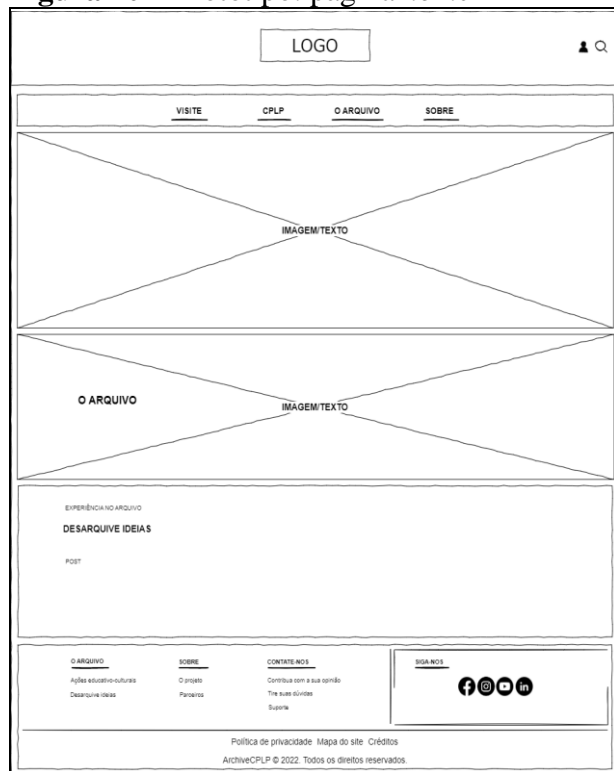 LOGO
VISITE CPLP O ARQUIVO SOBRE
IMAGEM/TEXTO
O ARQUIVO
IMAGEM/TEXTO
EXPERIÊNCIA NO ARQUIVO
DESARQUIVE IDEIAS
POST
O ARQUIVO SOBRE CONTATE-NOS SIGA-NOS
Ações educativo-culturais O projeto Contribua com a sua opinião
Desarquive ideias Parceiros Tire suas dúvidas
Suporte
Política de privacidade Mapa do site Créditos
ArchiveCPLP © 2022. Todos os direitos reservados.